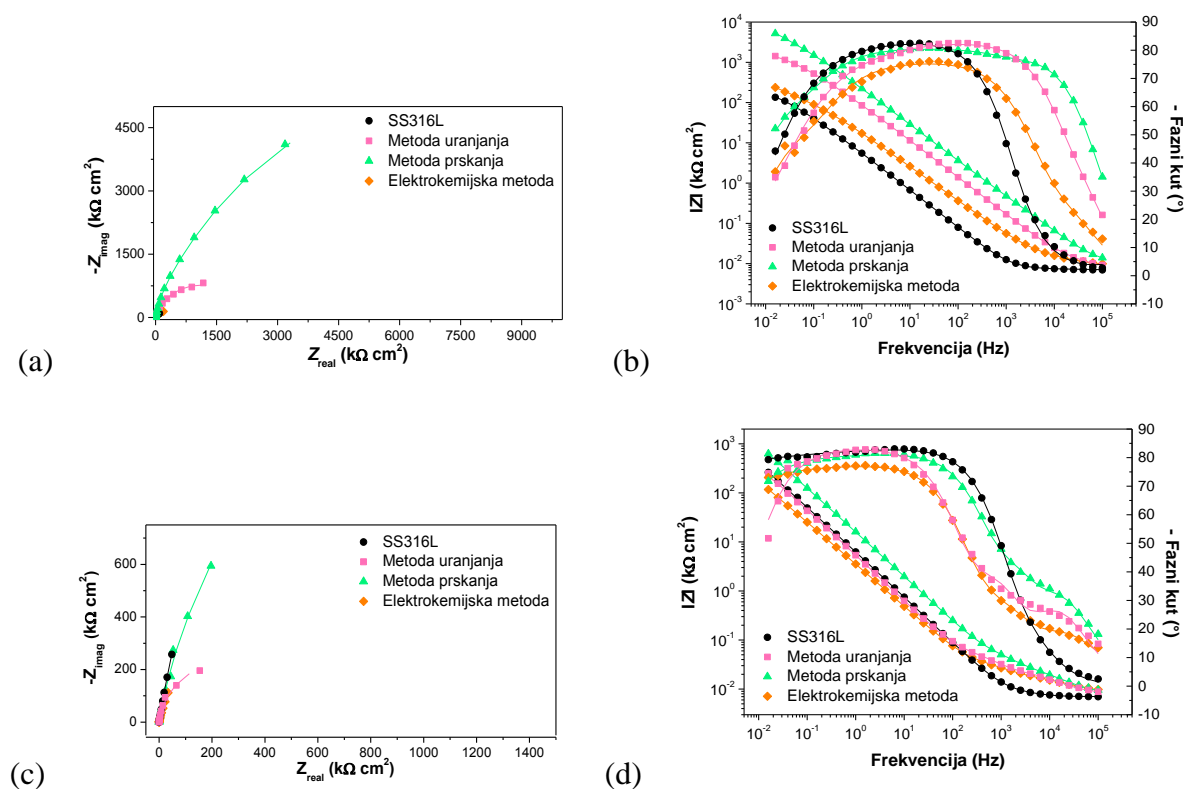 SS316L
Metoda uranjanja
Metoda prskanja
Elektrokemijska metoda
4500
3000
1500
750
0
0 1500 3000 4500 6000 7500 9000
-Z_imag (kΩ cm²)
Z_real (kΩ cm²)
(a)
10⁴
10³
10²
10¹
10⁰
10⁻¹
10⁻²
10⁻³
10⁻² 10⁻¹ 10⁰ 10¹ 10² 10³ 10⁴ 10⁵
90
80
70
60
50
40
30
20
10
0
-10
|Z| (kΩ cm²)
- Fazni kut (°)
SS316L
Metoda uranjanja
Metoda prskanja
Elektrokemijska metoda
Frekvencija (Hz)
(b)
SS316L
Metoda uranjanja
Metoda prskanja
Elektrokemijska metoda
600
400
200
0
0 200 400 600 800 1000 1200 1400
-Z_imag (kΩ cm²)
Z_real (kΩ cm²)
(c)
10³
10²
10¹
10⁰
10⁻¹
10⁻²
10⁻² 10⁻¹ 10⁰ 10¹ 10² 10³ 10⁴ 10⁵
90
80
70
60
50
40
30
20
10
0
-10
|Z| (kΩ cm²)
- Fazni kut (°)
SS316L
Metoda uranjanja
Metoda prskanja
Elektrokemijska metoda
Frekvencija (Hz)
(d)